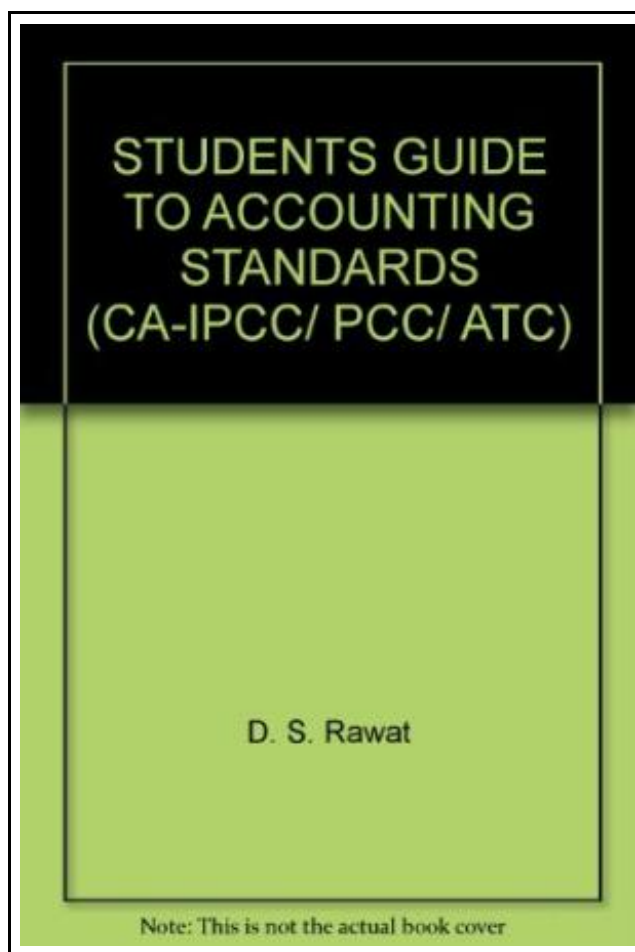 STUDENTS GUIDE
TO ACCOUNTING
STANDARDS
(CA-IPCC/ PCC/ ATC)
D. S. Rawat
Note: This is not the actual book cover